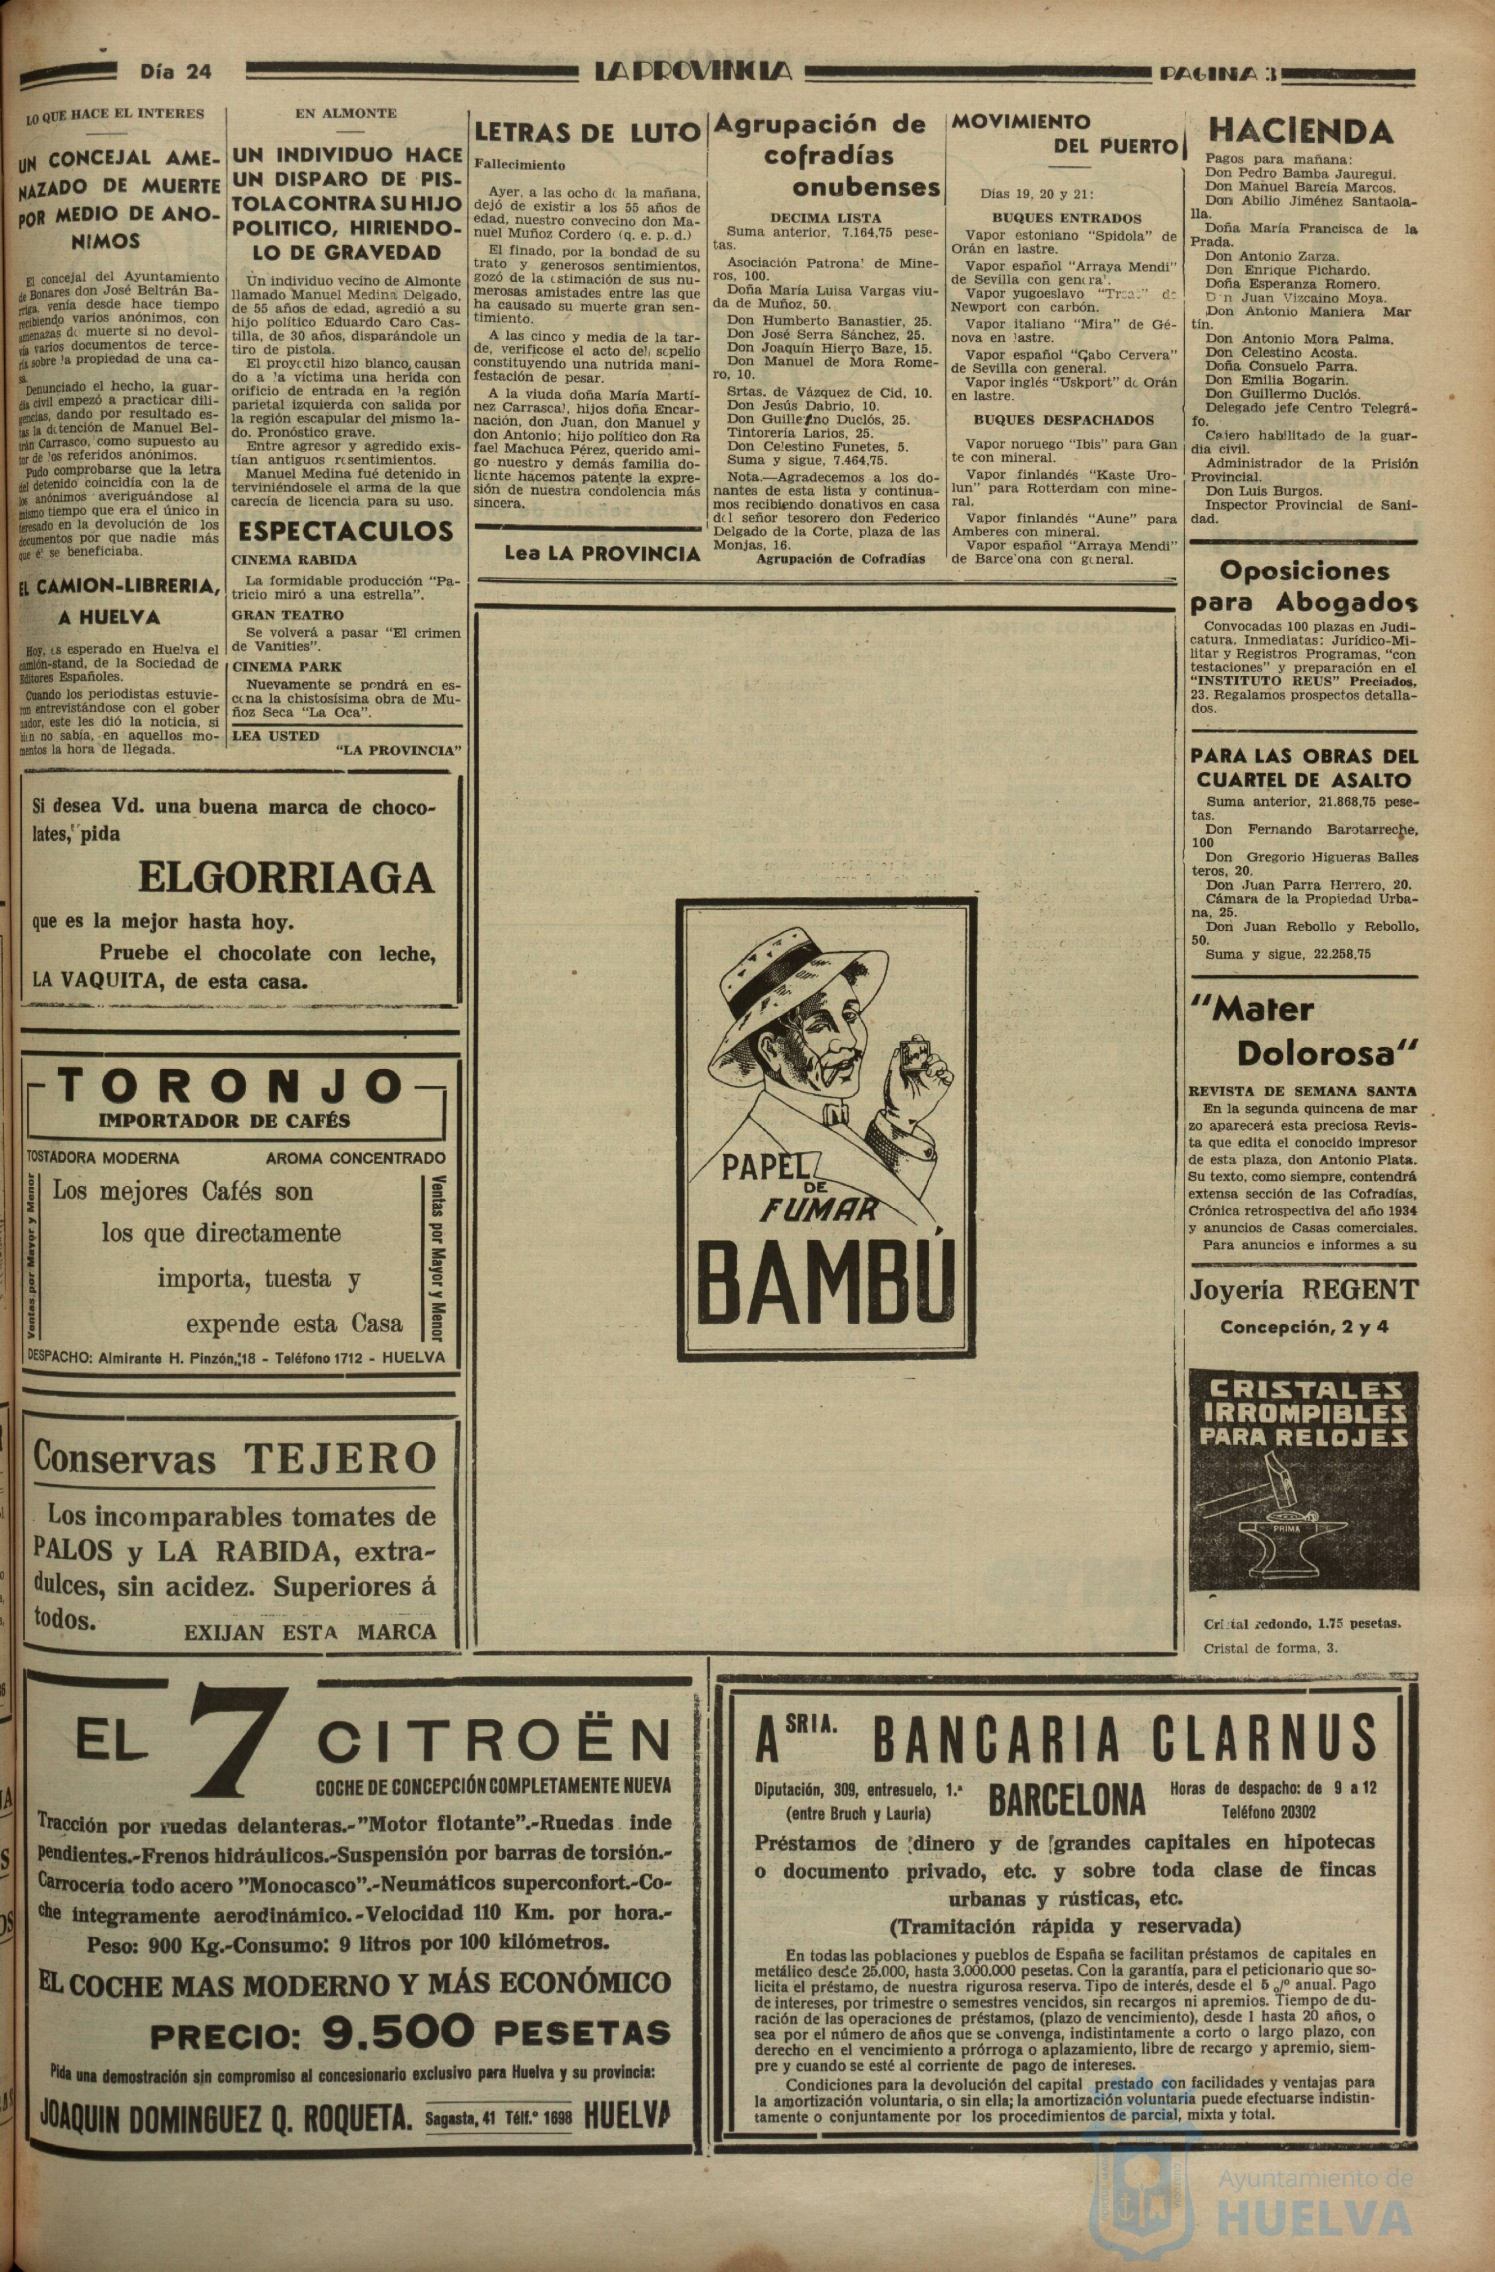 Día 24
LA PROVINCIA
PAGINA 3
LO QUE HACE EL INTERES
UN CONCEJAL AME-
NAZADO DE MUERTE
POR MEDIO DE ANO-
NIMOS
El concejal del Ayuntamiento
de Bonares don José Beltrán Ba-
rriga, venía desde hace tiempo
recibiendo varios anónimos, con
amenazas de muerte si no devol-
vía varios documentos de terce-
ría sobre la propiedad de una ca-
sa.
Denunciado el hecho, la guar-
dia civil empezó a practicar dili-
gencias, dando por resultado es-
tas la detención de Manuel Bel-
trán Carrasco, como supuesto au
tor de los referidos anónimos.
Pudo comprobarse que la letra
del detenido coincidía con la de
los anónimos averiguándose al
mismo tiempo que era el único in
teresado en la devolución de los
documentos por que nadie más
que él se beneficiaba.
EL CAMION-LIBRERIA,
A HUELVA
Hoy, es esperado en Huelva el
camión-stand, de la Sociedad de
Editores Españoles.
Cuando los periodistas estuvie-
ron entrevistándose con el gober
nador, este les dió la noticia, si
bien no sabía, en aquellos mo-
mentos la hora de llegada.
EN ALMONTE
UN INDIVIDUO HACE
UN DISPARO DE PIS-
TOLA CONTRA SU HIJO
POLITICO, HIRIENDO-
LO DE GRAVEDAD
Un individuo vecino de Almonte
llamado Manuel Medina Delgado,
de 55 años de edad, agredió a su
hijo político Eduardo Caro Cas-
tilla, de 30 años, disparándole un
tiro de pistola.
El proyectil hizo blanco, causan
do a la víctima una herida con
orificio de entrada en la región
parietal izquierda con salida por
la región escapular del mismo la-
do. Pronóstico grave.
Entre agresor y agredido exis-
tían antiguos resentimientos.
Manuel Medina fué detenido in
terviniéndosele el arma de la que
carecía de licencia para su uso.
ESPECTACULOS
CINEMA RABIDA
La formidable producción "Pa-
tricio miró a una estrella".
GRAN TEATRO
Se volverá a pasar "El crimen
de Vanities".
CINEMA PARK
Nuevamente se pondrá en es-
cena la chistosísima obra de Mu-
ñoz Seca "La Oca".
LEA USTED
"LA PROVINCIA"
LETRAS DE LUTO
Fallecimiento
Ayer, a las ocho de la mañana,
dejó de existir a los 55 años de
edad, nuestro convecino don Ma-
nuel Muñoz Cordero (q. e. p. d.)
El finado, por la bondad de su
trato y generosos sentimientos,
gozó de la estimación de sus nu-
merosas amistades entre las que
ha causado su muerte gran sen-
timiento.
A las cinco y media de la tar-
de, verificose el acto del sepelio
constituyendo una nutrida mani-
festación de pesar.
A la viuda doña María Martí-
nez Carrascal, hijos doña Encar-
nación, don Juan, don Manuel y
don Antonio; hijo político don Ra
fael Machuca Pérez, querido ami-
go nuestro y demás familia do-
liente hacemos patente la expre-
sión de nuestra condolencia más
sincera.
Lea LA PROVINCIA
Agrupación de
cofradías
onubenses
DECIMA LISTA
Suma anterior, 7.164,75 pese-
tas.
Asociación Patronal de Mine-
ros, 100.
Doña María Luisa Vargas viu-
da de Muñoz, 50.
Don Humberto Banastier, 25.
Don José Serra Sánchez, 25.
Don Joaquín Hierro Baze, 15.
Don Manuel de Mora Rome-
ro, 10.
Srtas. de Vázquez de Cid, 10.
Don Jesús Dabrio, 10.
Don Guillermo Duclós, 25.
Tintorería Larios, 25.
Don Celestino Funetes, 5.
Suma y sigue, 7.464,75.
Nota.—Agradecemos a los do-
nantes de esta lista y continua-
mos recibiendo donativos en casa
del señor tesorero don Federico
Delgado de la Corte, plaza de las
Monjas, 16.
Agrupación de Cofradías
MOVIMIENTO
DEL PUERTO
Días 19, 20 y 21:
BUQUES ENTRADOS
Vapor estoniano "Spidola" de
Orán en lastre.
Vapor español "Arraya Mendi"
de Sevilla con general.
Vapor yugoeslavo de
Newport con carbón.
Vapor italiano "Mira" de Gé-
nova en lastre.
Vapor español "Cabo Cervera"
de Sevilla con general.
Vapor inglés "Uskport" de Orán
en lastre.
BUQUES DESPACHADOS
Vapor noruego "Ibis" para Gan
te con mineral.
Vapor finlandés "Kaste Uro-
lun" para Rotterdam con mine-
ral.
Vapor finlandés "Aune" para
Amberes con mineral.
Vapor español "Arraya Mendi"
de Barcelona con general.
HACIENDA
Pagos para mañana:
Don Pedro Bamba Jauregui.
Don Manuel Barcía Marcos.
Don Abilio Jiménez Santaola-
lla.
Doña María Francisca de la
Prada.
Don Antonio Zarza.
Don Enrique Pichardo.
Doña Esperanza Romero.
Don Juan Vizcaino Moya.
Don Antonio Maniera Mar
tín.
Don Antonio Mora Palma.
Don Celestino Acosta.
Doña Consuelo Parra.
Don Emilia Bogarin.
Don Guillermo Duclós.
Delegado jefe Centro Telegrá-
fo.
Cajero habilitado de la guar-
dia civil.
Administrador de la Prisión
Provincial.
Don Luis Burgos.
Inspector Provincial de Sani-
dad.
Oposiciones
para Abogados
Convocadas 100 plazas en Judi-
catura. Inmediatas: Jurídico-Mi-
litar y Registros Programas, "con
testaciones" y preparación en el
"INSTITUTO REUS" Preciados,
23. Regalamos prospectos detalla-
dos.
PARA LAS OBRAS DEL
CUARTEL DE ASALTO
Suma anterior, 21.868,75 pese-
tas.
Don Fernando Barotarreche,
100
Don Gregorio Higueras Balles
teros, 20.
Don Juan Parra Herrero, 20.
Cámara de la Propiedad Urba-
na, 25.
Don Juan Rebollo y Rebollo,
50.
Suma y sigue, 22.258,75
"Mater
Dolorosa"
REVISTA DE SEMANA SANTA
En la segunda quincena de mar
zo aparecerá esta preciosa Revis-
ta que edita el conocido impresor
de esta plaza, don Antonio Plata.
Su texto, como siempre, contendrá
extensa sección de las Cofradías,
Crónica retrospectiva del año 1934
y anuncios de Casas comerciales.
Para anuncios e informes a su
Joyería REGENT
Concepción, 2 y 4
CRISTALES
IRROMPIBLES
PARA RELOJES
PRIMA
Cristal redondo, 1.75 pesetas.
Cristal de forma, 3.
Si desea Vd. una buena marca de choco-
lates, pida
ELGORRIAGA
que es la mejor hasta hoy.
Pruebe el chocolate con leche,
LA VAQUITA, de esta casa.
TORONJO
IMPORTADOR DE CAFÉS
TOSTADORA MODERNA
AROMA CONCENTRADO
Ventas por Mayor y Menor
Los mejores Cafés son
los que directamente
importa, tuesta y
expende esta Casa
Ventas por Mayor y Menor
DESPACHO: Almirante H. Pinzón, 18 - Teléfono 1712 - HUELVA
Conservas TEJERO
Los incomparables tomates de
PALOS y LA RABIDA, extra-
dulces, sin acidez. Superiores á
todos.
EXIJAN ESTA MARCA
PAPEL
DE
FUMAR
BAMBÚ
EL 7 CITROËN
COCHE DE CONCEPCIÓN COMPLETAMENTE NUEVA
Tracción por ruedas delanteras.-"Motor flotante".-Ruedas inde
pendientes.-Frenos hidráulicos.-Suspensión por barras de torsión.-
Carrocería todo acero "Monocasco".-Neumáticos superconfort.-Co-
che integramente aerodinámico.-Velocidad 110 Km. por hora.-
Peso: 900 Kg.-Consumo: 9 litros por 100 kilómetros.
EL COCHE MAS MODERNO Y MÁS ECONÓMICO
PRECIO: 9.500 PESETAS
Pida una demostración sin compromiso al concesionario exclusivo para Huelva y su provincia:
JOAQUIN DOMINGUEZ Q. ROQUETA. Sagasta, 41 Télf.º 1698 HUELVA
ASRIA. BANCARIA CLARNUS
Diputación, 309, entresuelo, 1.ª
(entre Bruch y Lauria)
BARCELONA
Horas de despacho: de 9 a 12
Teléfono 20302
Préstamos de dinero y de grandes capitales en hipotecas
o documento privado, etc. y sobre toda clase de fincas
urbanas y rústicas, etc.
(Tramitación rápida y reservada)
En todas las poblaciones y pueblos de España se facilitan préstamos de capitales en
metálico desde 25.000, hasta 3.000.000 pesetas. Con la garantía, para el peticionario que so-
licita el préstamo, de nuestra rigurosa reserva. Tipo de interés, desde el 5 o/o anual. Pago
de intereses, por trimestre o semestres vencidos, sin recargos ni apremios. Tiempo de du-
ración de las operaciones de préstamos, (plazo de vencimiento), desde 1 hasta 20 años, o
sea por el número de años que se convenga, indistintamente a corto o largo plazo, con
derecho en el vencimiento a prórroga o aplazamiento, libre de recargo y apremio, siem-
pre y cuando se esté al corriente de pago de intereses.
Condiciones para la devolución del capital prestado con facilidades y ventajas para
la amortización voluntaria, o sin ella; la amortización voluntaria puede efectuarse indistin-
tamente o conjuntamente por los procedimientos de parcial, mixta y total.
Ayuntamiento de
HUELVA